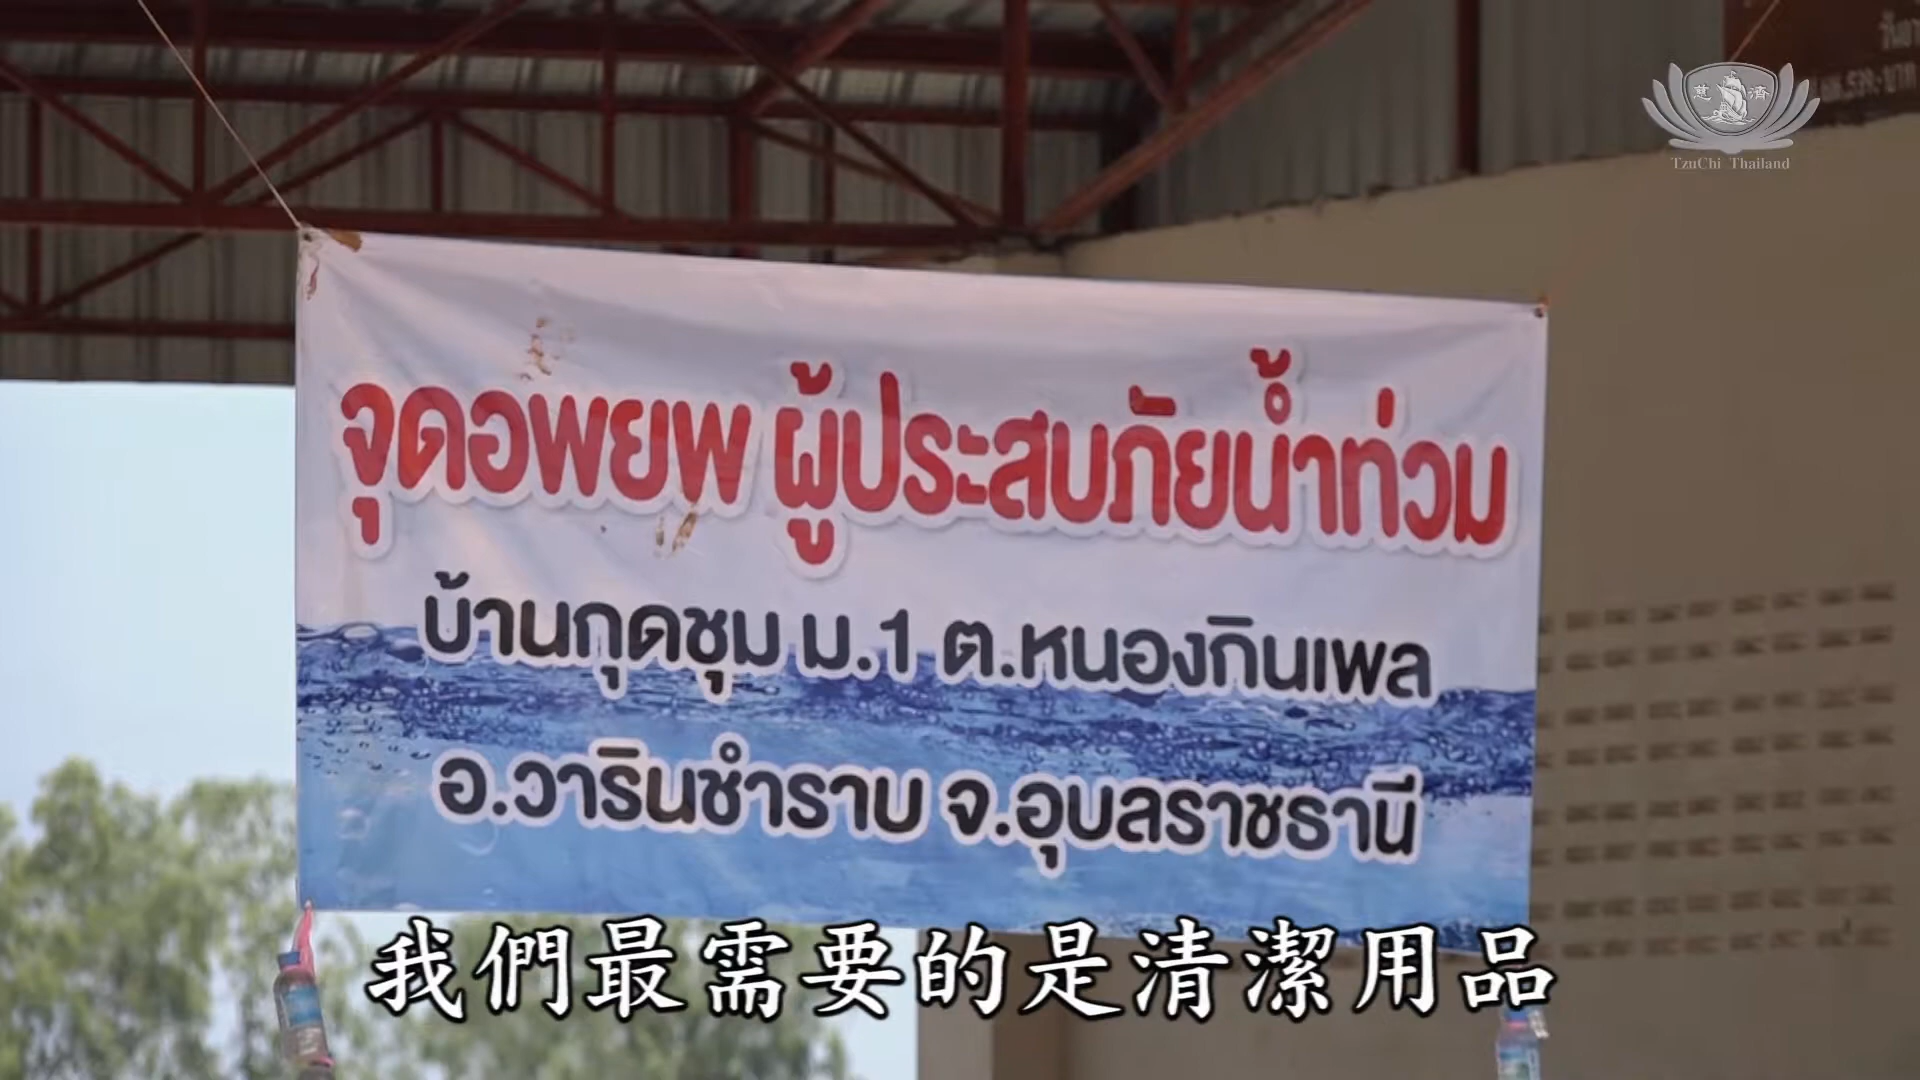 慈 濟
TzuChi Thailand
จุดอพยพ ผู้ประสบภัยน้ำท่วม
บ้านกุดชุม ม.1 ต.หนองกินเพล
อ.วารินชำราบ จ.อุบลราชธานี
我們最需要的是清潔用品